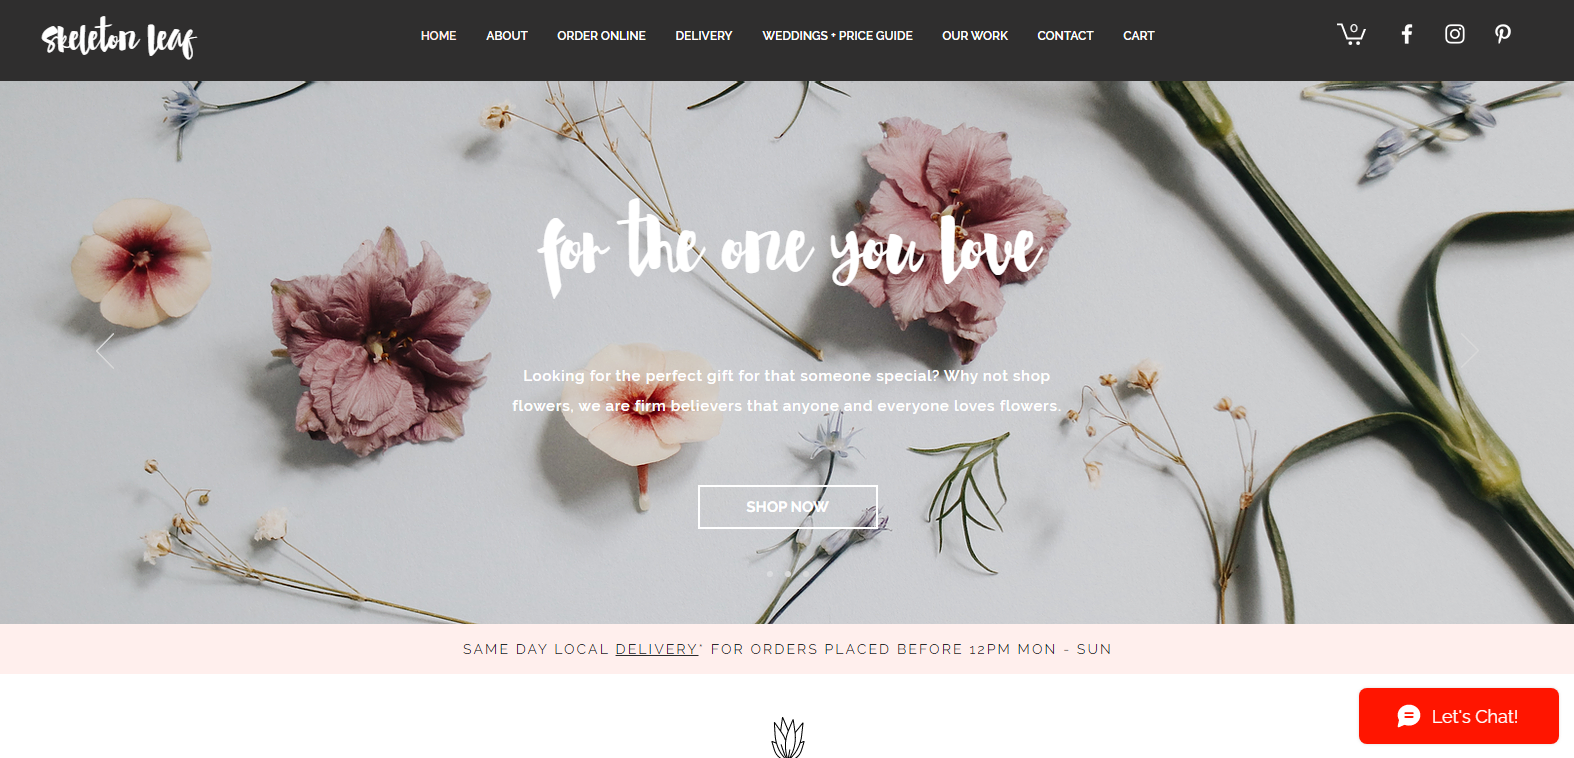 skeleton leaf
HOME ABOUT ORDER ONLINE DELIVERY WEDDINGS + PRICE GUIDE OUR WORK CONTACT CART
0
for the one you love
Looking for the perfect gift for that someone special? Why not shop
flowers, we are firm believers that anyone and everyone loves flowers.
SHOP NOW
SAME DAY LOCAL DELIVERY* FOR ORDERS PLACED BEFORE 12PM MON - SUN
Let's Chat!